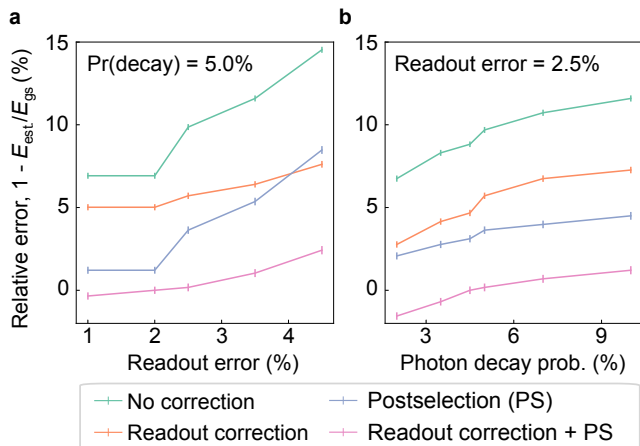 a
b
Relative error, 1 - E_est/E_gs (%)
15
10
5
0
Pr(decay) = 5.0%
1 2 3 4
Readout error (%)
15
10
5
0
Readout error = 2.5%
3 6 9
Photon decay prob. (%)
No correction
Readout correction
Postselection (PS)
Readout correction + PS